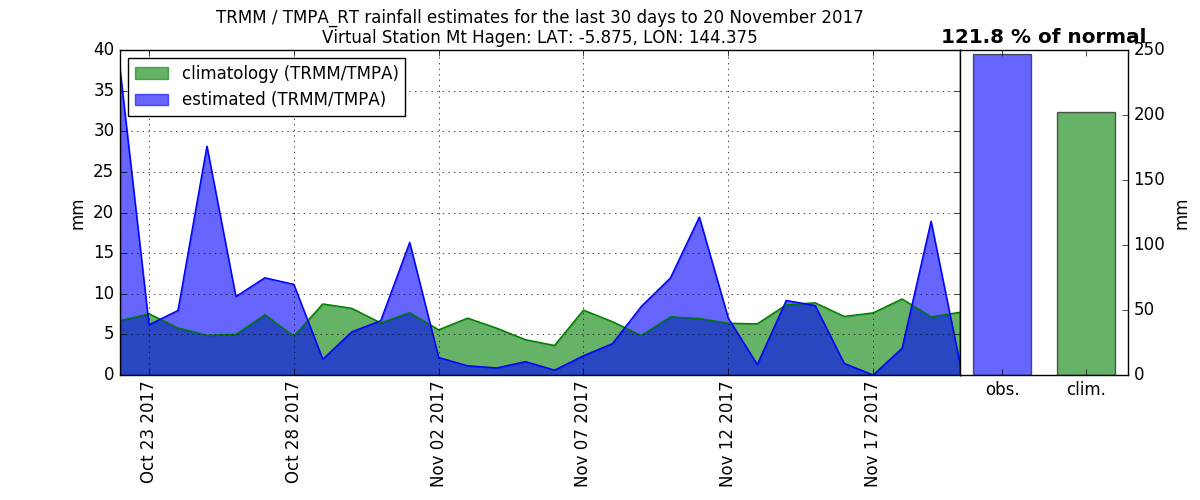 TRMM / TMPA_RT rainfall estimates for the last 30 days to 20 November 2017
Virtual Station Mt Hagen: LAT: -5.875, LON: 144.375
121.8 % of normal
climatology (TRMM/TMPA)
estimated (TRMM/TMPA)
40
35
30
25
20
15
10
5
0
mm
250
200
150
100
50
0
mm
obs.
clim.
Oct 23 2017
Oct 28 2017
Nov 02 2017
Nov 07 2017
Nov 12 2017
Nov 17 2017